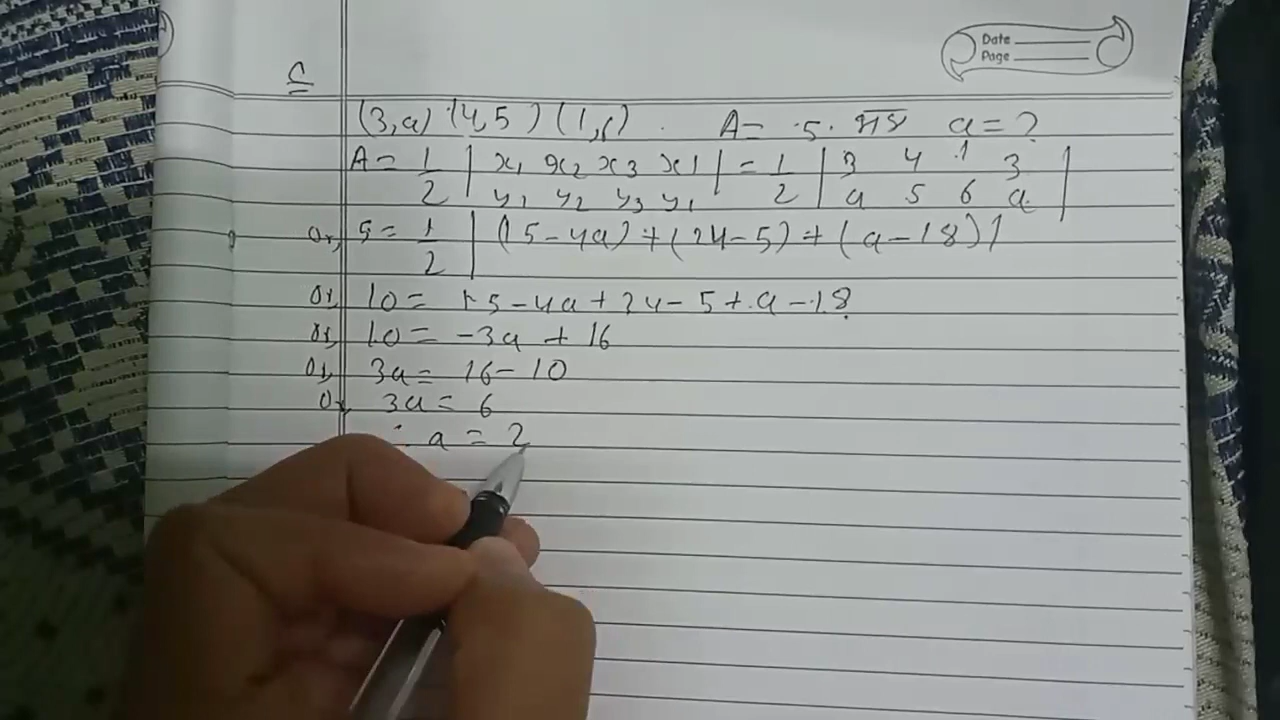 Date
Page
c
(3,a) (4,5) (1,6) . A= 5. भए a=?
A= 1/2 | x₁ x₂ x₃ x1 | = 1/2 | 3 4 1 3 |
y₁ y₂ y₃ y₁ a 5 6 a
Or, 5= 1/2 | (15-4a)+(24-5)+(a-18)|
Or, 10= 15-4a+24-5+a-18
Or, 10= -3a+16
Or, 3a= 16-10
Or, 3a= 6
a = 2